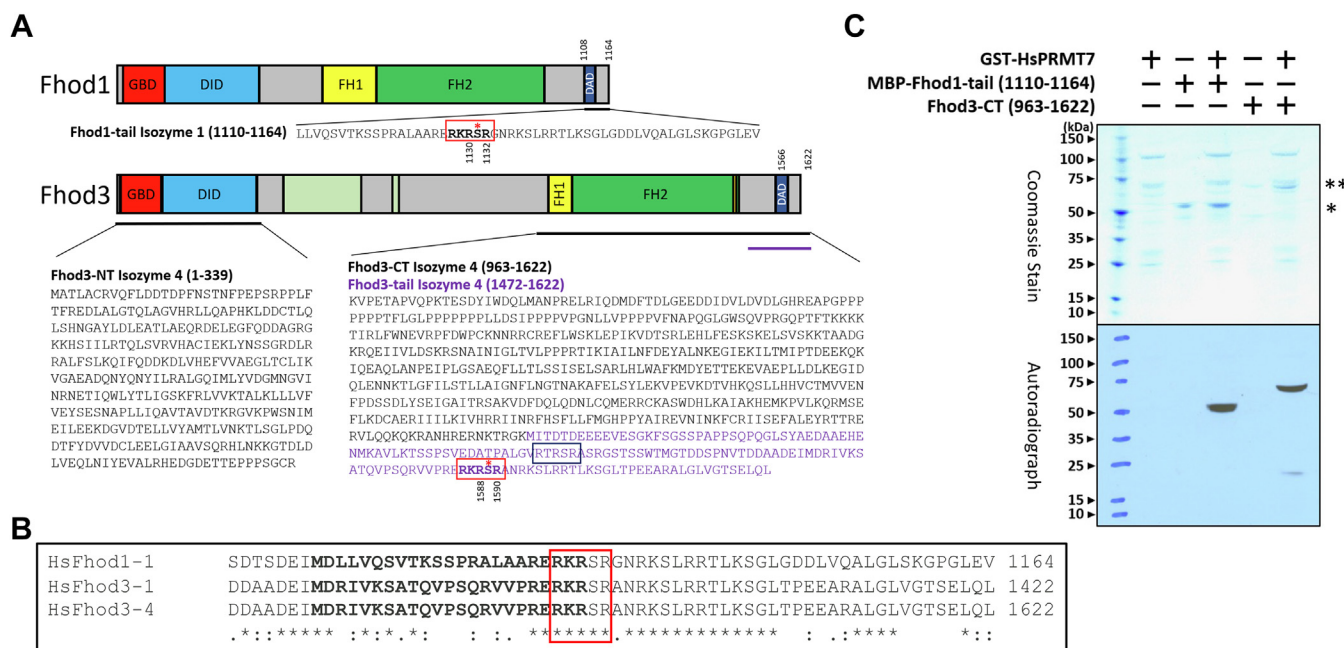 A
Fhod1
GBD
DID
FH1
FH2
DAD
1108
1164
Fhod1-tail Isozyme 1 (1110-1164)
LLVQSVTKSSPRALAARERKRSRGNRKSLRRTLKSGLGDDLVQALGLSKGPGLEV
*
1130
1132
Fhod3
GBD
DID
FH1
FH2
DAD
1566
1622
Fhod3-NT Isozyme 4 (1-339)
MATLACRVQFLDDTDPFNSTNFPEPSRPPLF
TFREDLALGTQLAGVHRLLQAPHKLDDCTLQ
LSHNGAYLDLEATLAEQRDELEGFQDDAGRG
KKHSIILRTQLSVRVHACIEKLYNSSGRDLR
RALFSLKQIFQDDKDLVHEFVVAEGLTCLIK
VGAEADQNYQNYILRALGQIMLYVDGMNGVI
NRNETIQWLYTLIGSKFRLVVKTALKLLLVF
VEYSESNAPLLIQAVTAVDTKRGVKPWSNIM
EILEEKDGVDTELLVYAMTLVNKTLSGLPDQ
DTFYDVVDCLEELGIAAVSQRHLNKKGTDLD
LVEQLNIYEVALRHEDGDETTEPPPSGCR
Fhod3-CT Isozyme 4 (963-1622)
Fhod3-tail Isozyme 4 (1472-1622)
KVPETAPVQPKTESDYIWDQLMANPRELRIQDMDFTDLGEEDDIDVLDVDLGHREAPGPPP
PPPPTFLGLPPPPPPPPLLDSIPPPPVPGNLLVPPPPVFNAPQGLGWSQVPRGQPTFTKKKK
TIRLFWNEVRPFDWPCKNNRRCREFLWSKLEPIKVDTSRLEHLFESKSKELSVSKKTAADG
KRQEIIVLDSKRSNAINIGLTVLPPPRTIKIAILNFDEYALNKEGIEKILTMIPTDEEKQK
IQEAQLANPEIPLGSAEQFLLTLSSISELSARLHLWAFKMDYETTEKEVAEPLLDLKEGID
QLENNKTLGFILSTLLAIGNFLNGTNAKAFELSYLEKVPEVKDTVHKQSLLHHVCTMVVEN
FPDSSDLYSEIGAITRSAKVDFDQLQDNLCQMERRCKASWDHLKAIAKHEMKPVLKQRMSE
FLKDCAERIIILKIVHRRIINRFHSFLLFMGHPPYAIREVNINKFCRIISEFALEYRTTRE
RVLQQKQKRANHRERNKTRGKMITDTDEEEEVESGKFSGSSPAPPSQPQGLSYAEDAAEHE
NMKAVLKTSSPSVEDATPALGVRTRSRASRGSTSSWTMGTDDSPNVTDDAADEIMDRIVKS
ATQVPSQRVVPRERKRSRANRKSLRRTLKSGLTPEEARALGLVGTSELQL
*
1588
1590
B
HsFhod1-1 SDTSDEIMDLLVQSVTKSSPRALAARERKRSRGNRKSLRRTLKSGLGDDLVQALGLSKGPGLEV 1164
HsFhod3-1 DDAADEIMDRIVKSATQVPSQRVVPRERKRSRANRKSLRRTLKSGLTPEEARALGLVGTSELQL 1422
HsFhod3-4 DDAADEIMDRIVKSATQVPSQRVVPRERKRSRANRKSLRRTLKSGLTPEEARALGLVGTSELQL 1622
C
GST-HsPRMT7 + − + − +
MBP-Fhod1-tail (1110-1164) − + + − −
Fhod3-CT (963-1622) − − − + +
(kDa)
150
100
75
50
35
25
15
10
Coomassie Stain
**
*
150
100
75
50
35
25
15
10
Autoradiograph